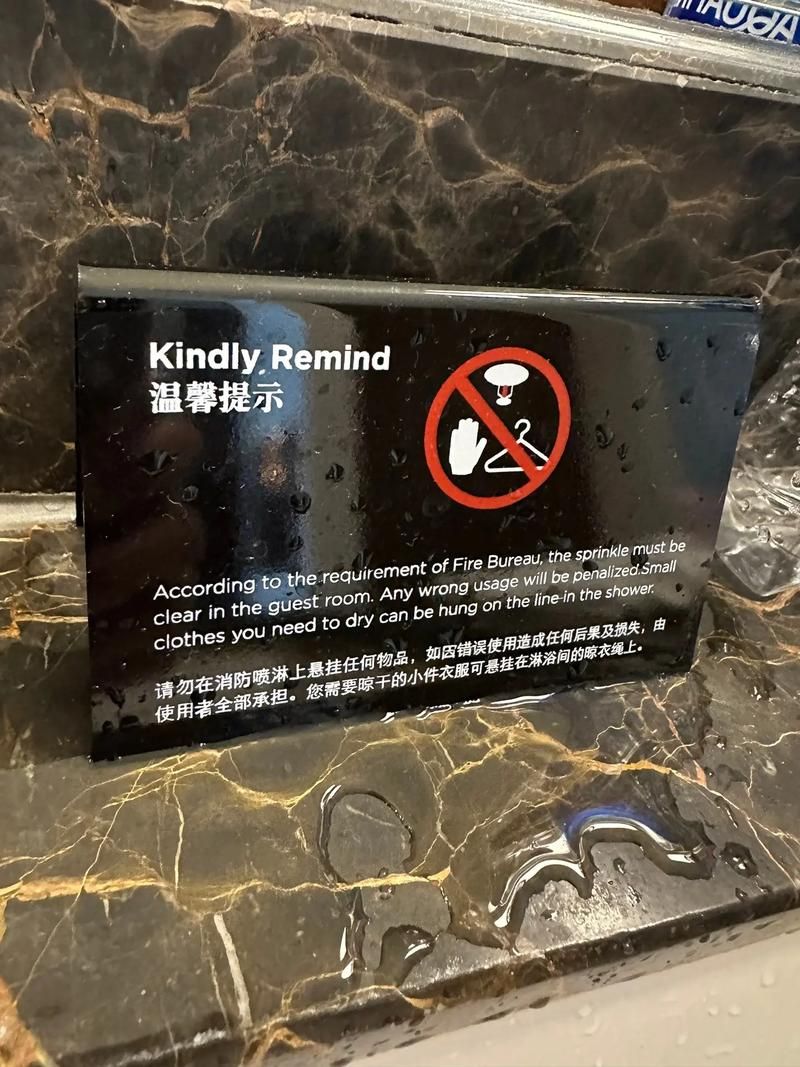 Kindly Remind
温馨提示
According to the requirement of Fire Bureau, the sprinkle must be
clear in the guest room. Any wrong usage will be penalized.Small
clothes you need to dry can be hung on the line-in the shower.
请勿在消防喷淋上悬挂任何物品，如因错误使用造成任何后果及损失，由
使用者全部承担。您需要晾干的小件衣服可悬挂在淋浴间的晾衣绳上。